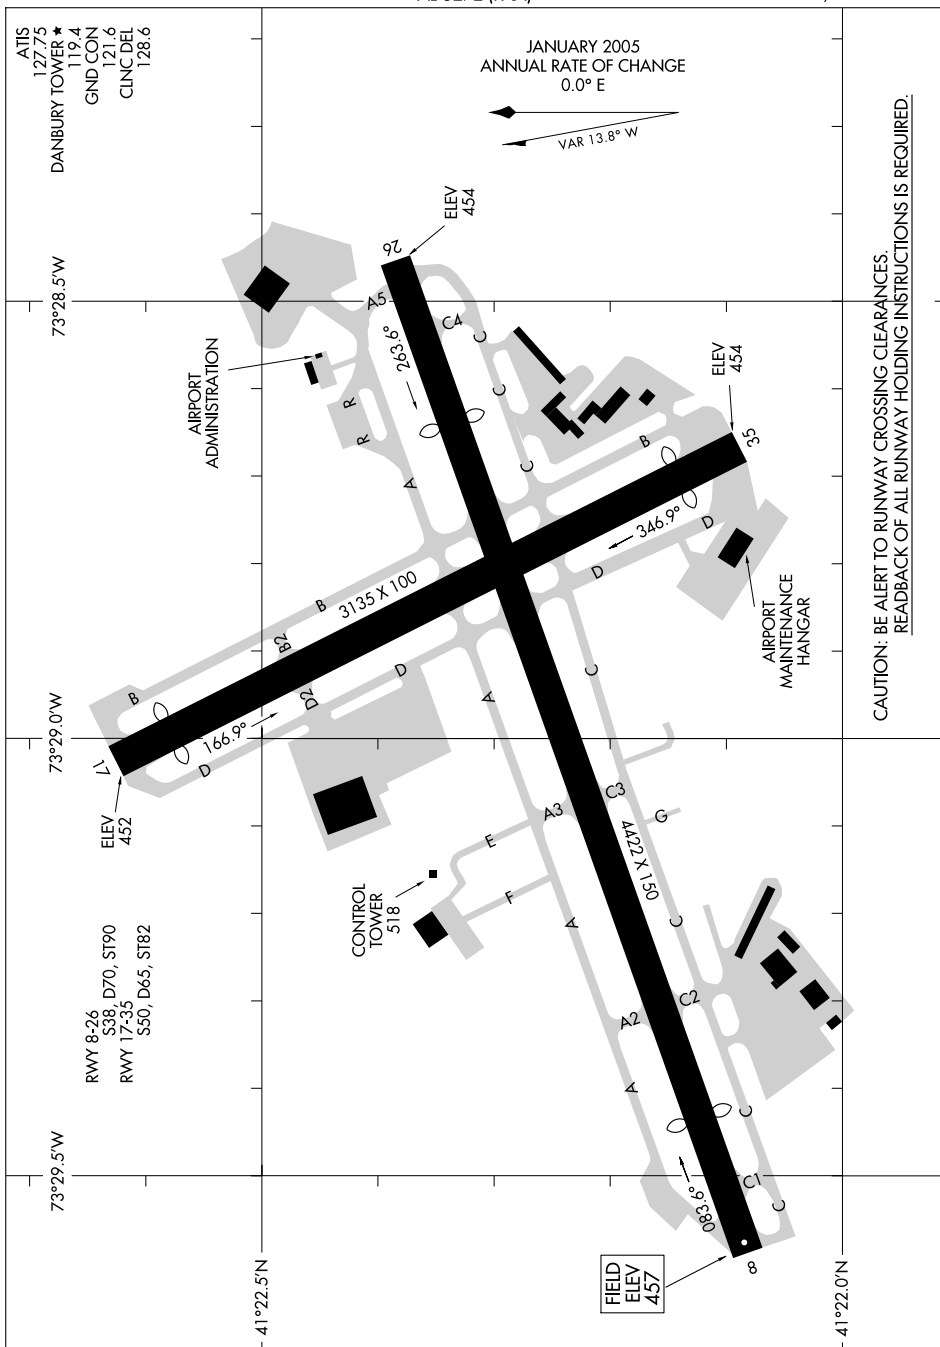 ATIS
127.75
DANBURY TOWER ★
119.4
GND CON
121.6
CLNC DEL
128.6
JANUARY 2005
ANNUAL RATE OF CHANGE
0.0° E
VAR 13.8° W
CAUTION: BE ALERT TO RUNWAY CROSSING CLEARANCES.
READBACK OF ALL RUNWAY HOLDING INSTRUCTIONS IS REQUIRED.
73°28.5'W
73°29.0'W
73°29.5'W
41°22.5'N
41°22.0'N
AIRPORT
ADMINISTRATION
ELEV
454
26
263.6°
A5
C4
C
C
C
R
R
A
ELEV
454
35
B
346.9°
D
D
AIRPORT
MAINTENANCE
HANGAR
3135 X 100
B
B2
B
D2
D
D
166.9°
17
ELEV
452
A
C
A3
C3
G
E
F
CONTROL
TOWER
518
4422 X 150
A
C
A2
C2
A
C
C1
C
083.6°
8
FIELD
ELEV
457
RWY 8-26
S38, D70, ST90
RWY 17-35
S50, D65, ST82